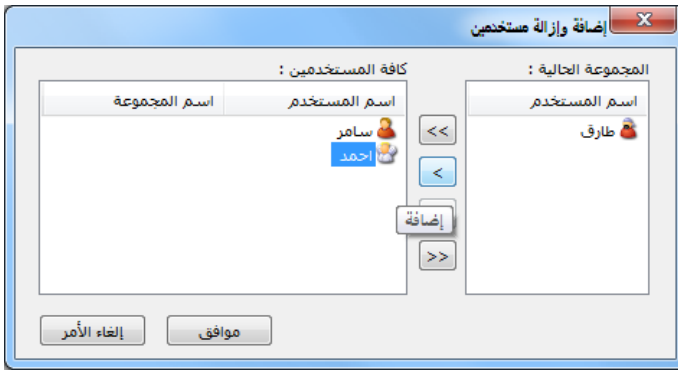 إضافة وإزالة مستخدمين
المجموعة الحالية :
اسم المستخدم
طارق
>>
>
إضافة
<<
كافة المستخدمين :
اسم المستخدم اسم المجموعة
سامر
احمد
موافق إلغاء الأمر